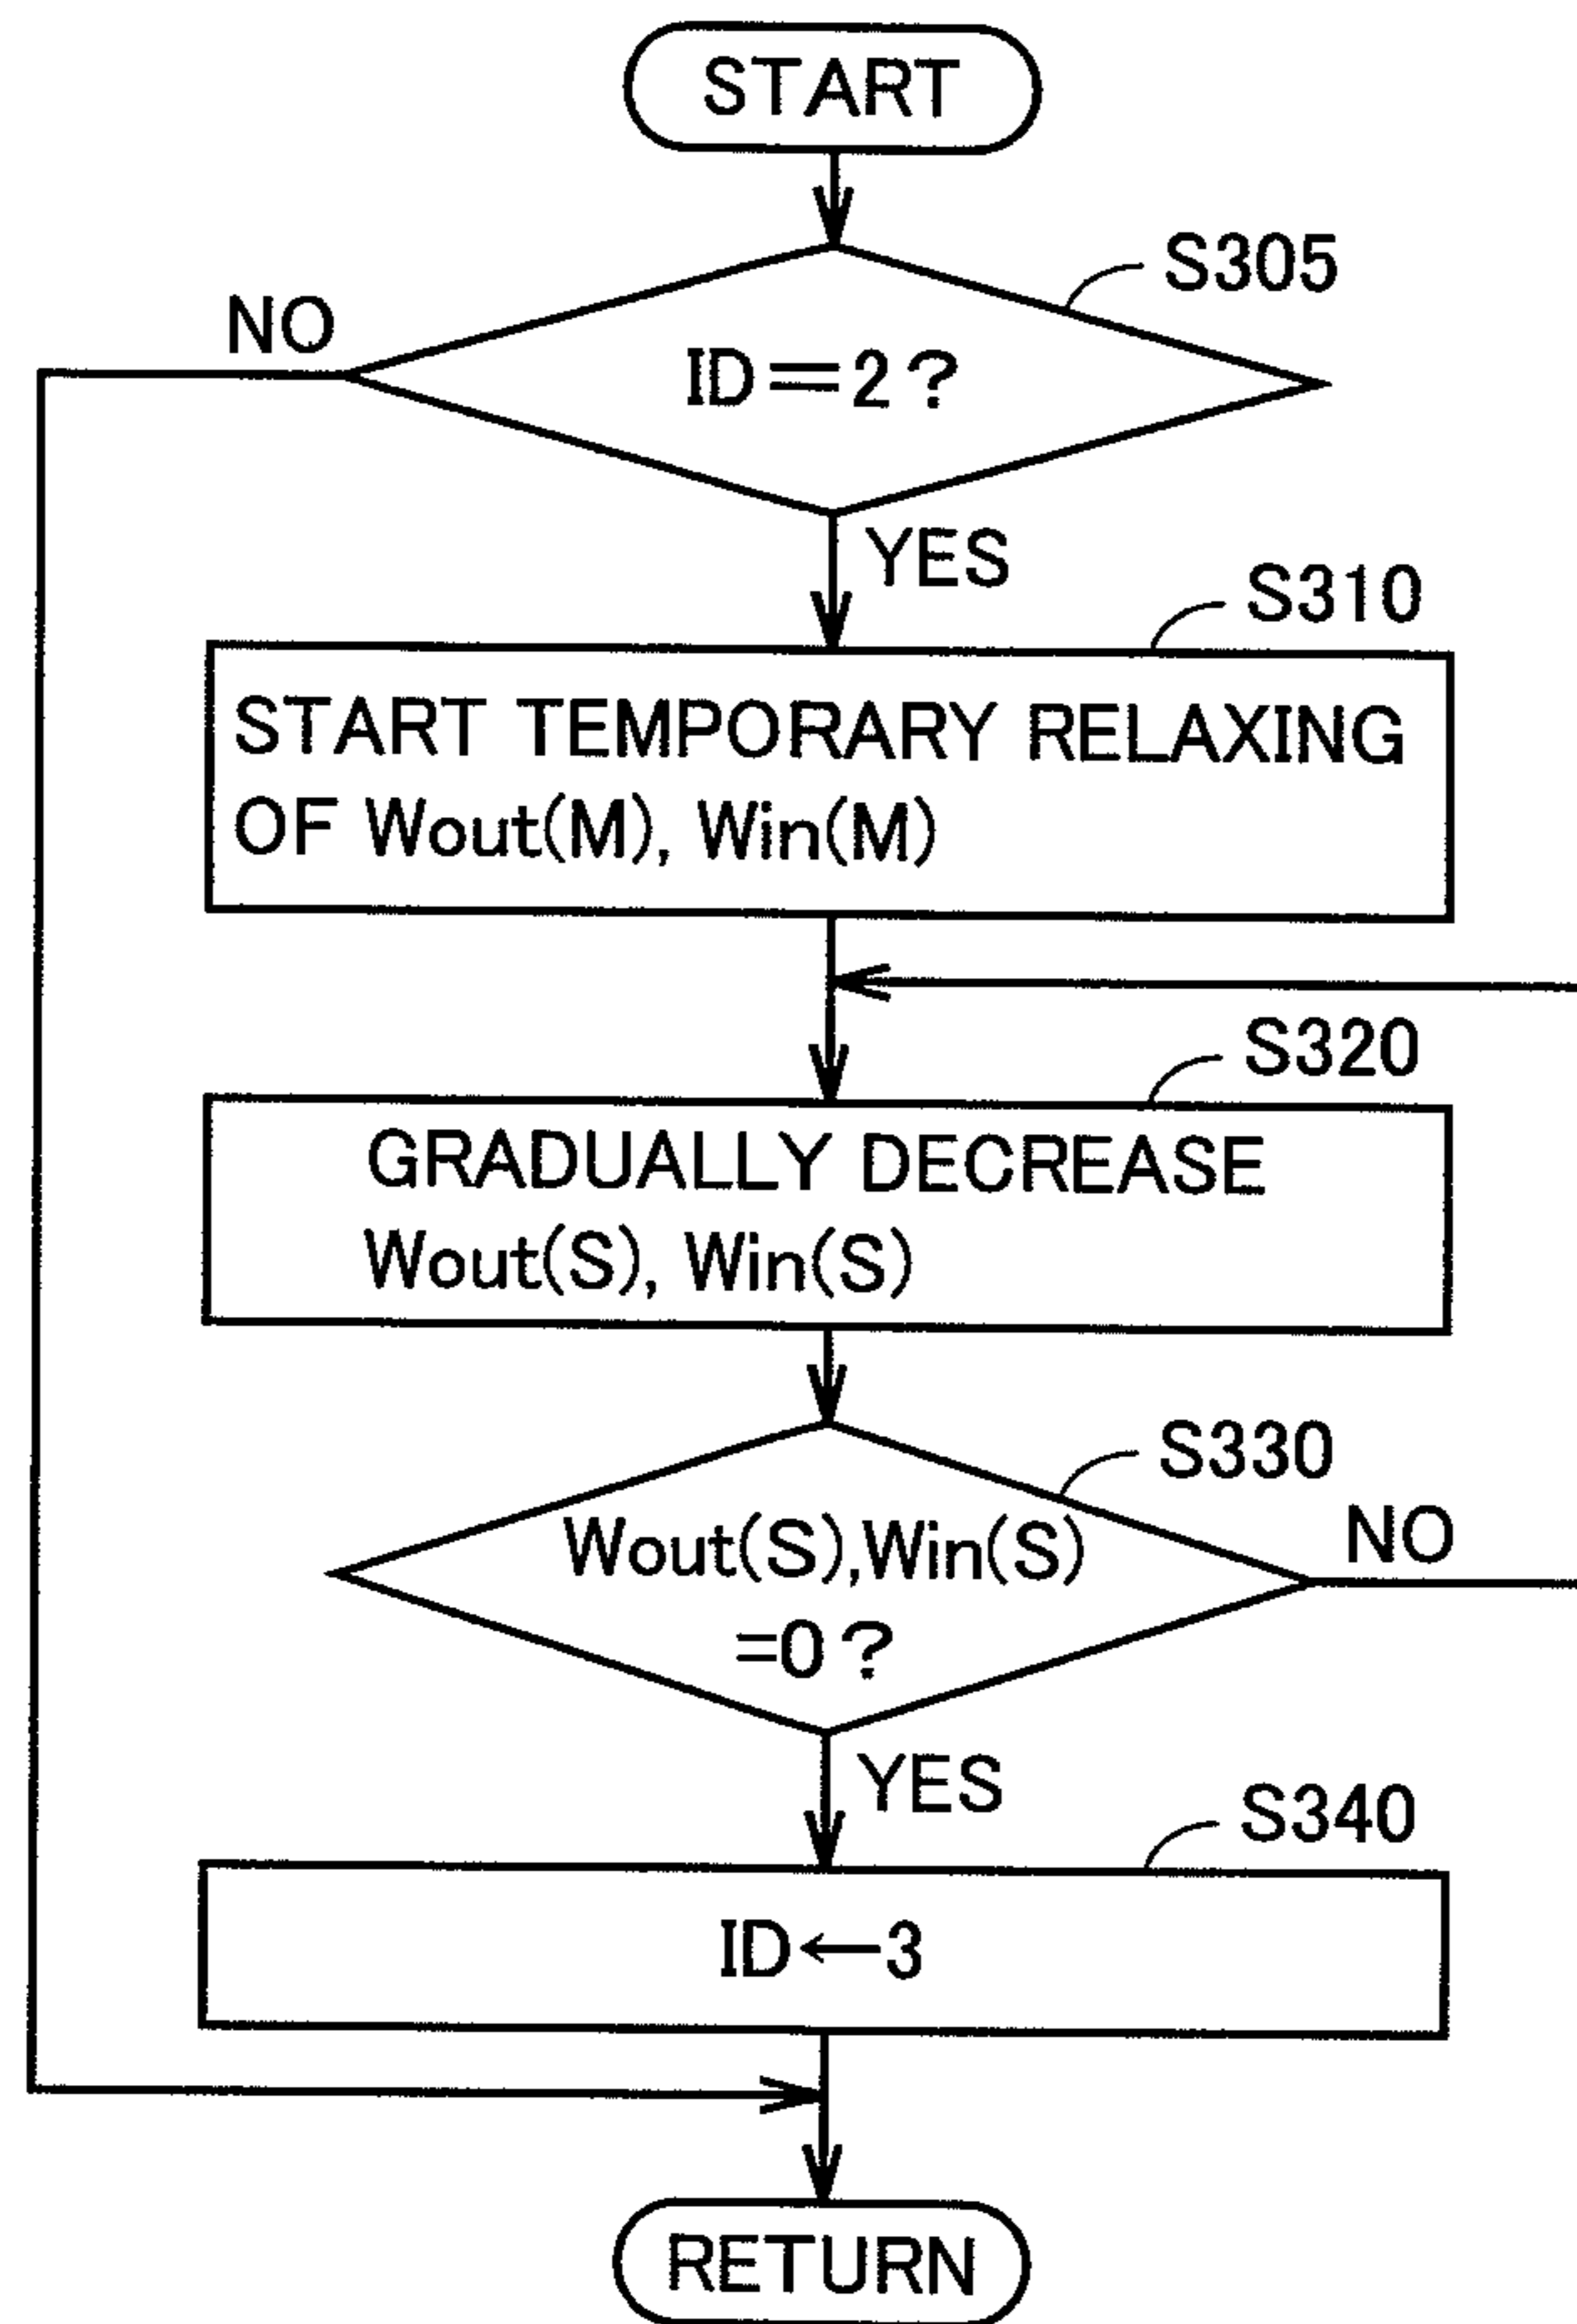 START
S305
NO
ID=2?
YES
S310
START TEMPORARY RELAXING
OF Wout(M), Win(M)
S320
GRADUALLY DECREASE
Wout(S), Win(S)
S330
Wout(S),Win(S)
NO
=0?
YES
S340
ID←3
RETURN